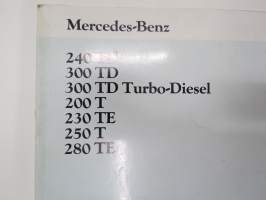 Mercedes-Benz
240
300 TD
300 TD Turbo-Diesel
200 T
230 TE
250 T
280 TE